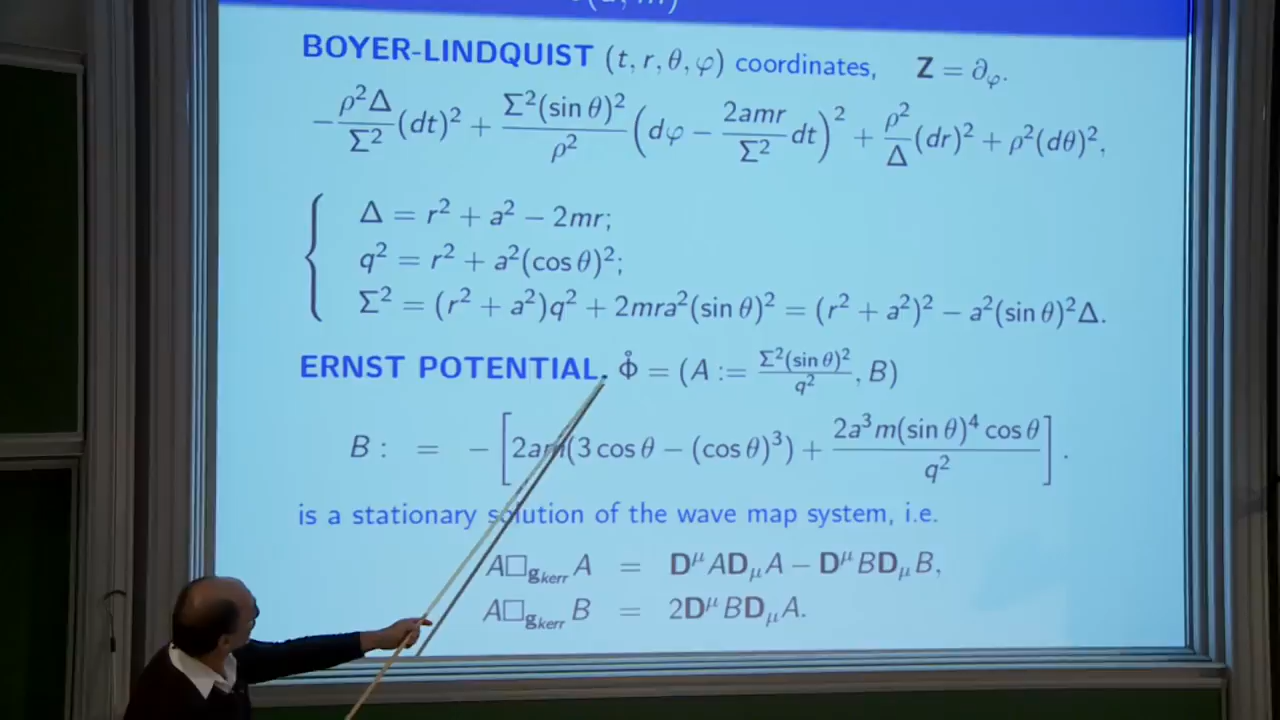 BOYER-LINDQUIST (t, r, θ, φ) coordinates, Z = ∂_φ.
−ρ²Δ/Σ² (dt)² + Σ²(sin θ)²/ρ² (dφ − 2amr/Σ² dt)² + ρ²/Δ (dr)² + ρ²(dθ)²,
Δ = r² + a² − 2mr;
q² = r² + a²(cos θ)²;
Σ² = (r² + a²)q² + 2mra²(sin θ)² = (r² + a²)² − a²(sin θ)²Δ.
ERNST POTENTIAL. Φ̊ = (A := Σ²(sin θ)²/q², B)
B : = −[2am(3 cos θ − (cos θ)³) + 2a³m(sin θ)⁴ cos θ/q²].
is a stationary solution of the wave map system, i.e.
A□_{g_kerr} A = D^μ A D_μ A − D^μ B D_μ B,
A□_{g_kerr} B = 2D^μ B D_μ A.